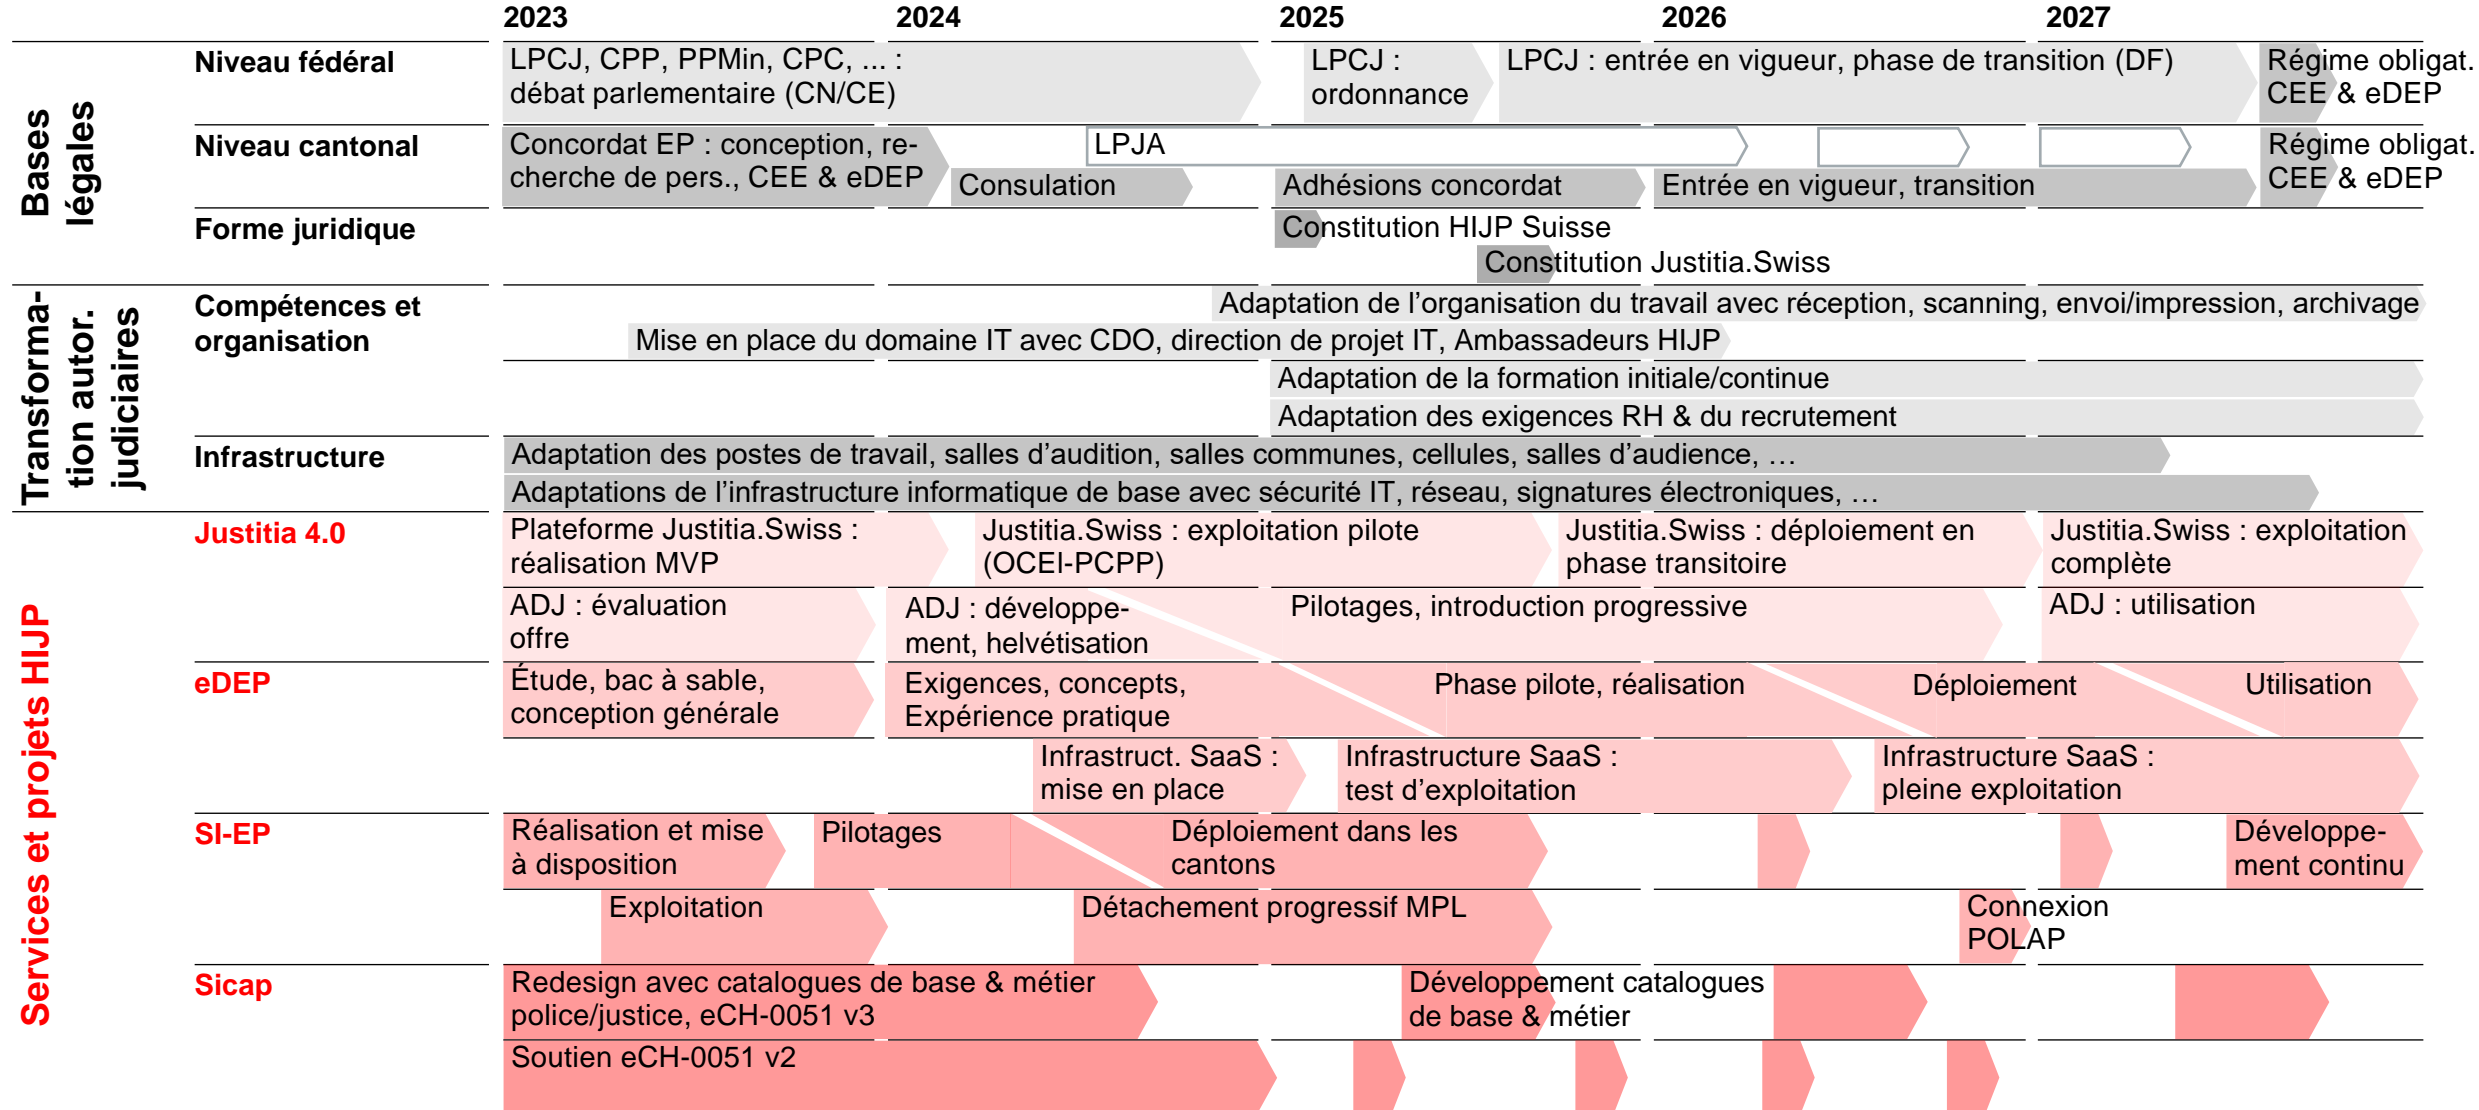 2023 2024 2025 2026 2027
Bases
légales
Niveau fédéral
LPCJ, CPP, PPMin, CPC, ... :
débat parlementaire (CN/CE)
LPCJ :
ordonnance
LPCJ : entrée en vigueur, phase de transition (DF)
Régime obligat.
CEE & eDEP
Niveau cantonal
Concordat EP : conception, re-
cherche de pers., CEE & eDEP
LPJA
Consulation
Adhésions concordat
Entrée en vigueur, transition
Régime obligat.
CEE & eDEP
Forme juridique
Constitution HIJP Suisse
Constitution Justitia.Swiss
Transforma-
tion autor.
judiciaires
Compétences et
organisation
Adaptation de l’organisation du travail avec réception, scanning, envoi/impression, archivage
Mise en place du domaine IT avec CDO, direction de projet IT, Ambassadeurs HIJP
Adaptation de la formation initiale/continue
Adaptation des exigences RH & du recrutement
Infrastructure
Adaptation des postes de travail, salles d’audition, salles communes, cellules, salles d’audience, …
Adaptations de l’infrastructure informatique de base avec sécurité IT, réseau, signatures électroniques, …
Services et projets HIJP
Justitia 4.0
Plateforme Justitia.Swiss :
réalisation MVP
Justitia.Swiss : exploitation pilote
(OCEl-PCPP)
Justitia.Swiss : déploiement en
phase transitoire
Justitia.Swiss : exploitation
complète
ADJ : évaluation
offre
ADJ : développe-
ment, helvétisation
Pilotages, introduction progressive
ADJ : utilisation
eDEP
Étude, bac à sable,
conception générale
Exigences, concepts,
Expérience pratique
Phase pilote, réalisation
Déploiement
Utilisation
Infrastruct. SaaS :
mise en place
Infrastructure SaaS :
test d’exploitation
Infrastructure SaaS :
pleine exploitation
SI-EP
Réalisation et mise
à disposition
Pilotages
Déploiement dans les
cantons
Développe-
ment continu
Exploitation
Détachement progressif MPL
Connexion
POLAP
Sicap
Redesign avec catalogues de base & métier
police/justice, eCH-0051 v3
Développement catalogues
de base & métier
Soutien eCH-0051 v2